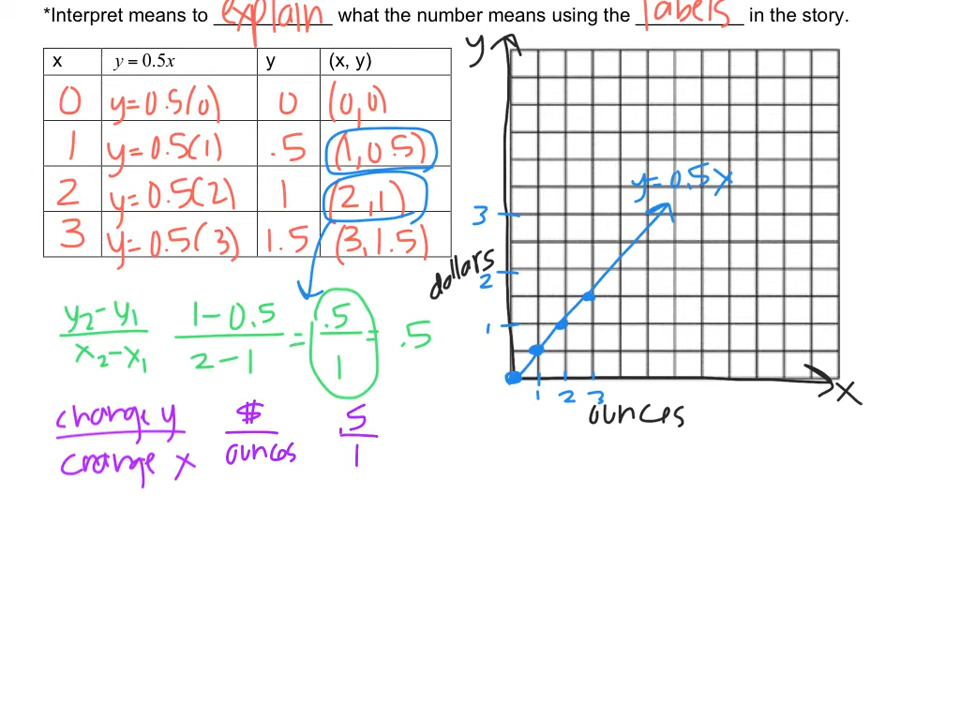 *Interpret means to explain what the number means using the labels in the story.
x y = 0.5x y (x, y)
0 y=0.5(0) 0 (0,0)
1 y=0.5(1) .5 (1,0.5)
2 y=0.5(2) 1 (2,1)
3 y=0.5(3) 1.5 (3,1.5)
y2-y1 / x2-x1 1-0.5 / 2-1 = .5 / 1 = .5
change y / change x $ / ounces .5 / 1
y
y=0.5x
3
dollars
2
1
1 2 3
x
ounces